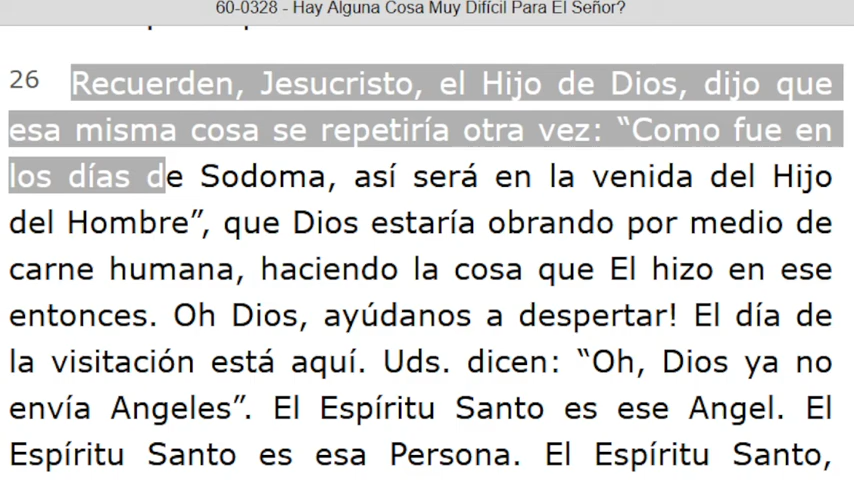 60-0328 - Hay Alguna Cosa Muy Difícil Para El Señor?
26 Recuerden, Jesucristo, el Hijo de Dios, dijo que
esa misma cosa se repetiría otra vez: “Como fue en
los días de Sodoma, así será en la venida del Hijo
del Hombre”, que Dios estaría obrando por medio de
carne humana, haciendo la cosa que El hizo en ese
entonces. Oh Dios, ayúdanos a despertar! El día de
la visitación está aquí. Uds. dicen: “Oh, Dios ya no
envía Angeles”. El Espíritu Santo es ese Angel. El
Espíritu Santo es esa Persona. El Espíritu Santo,